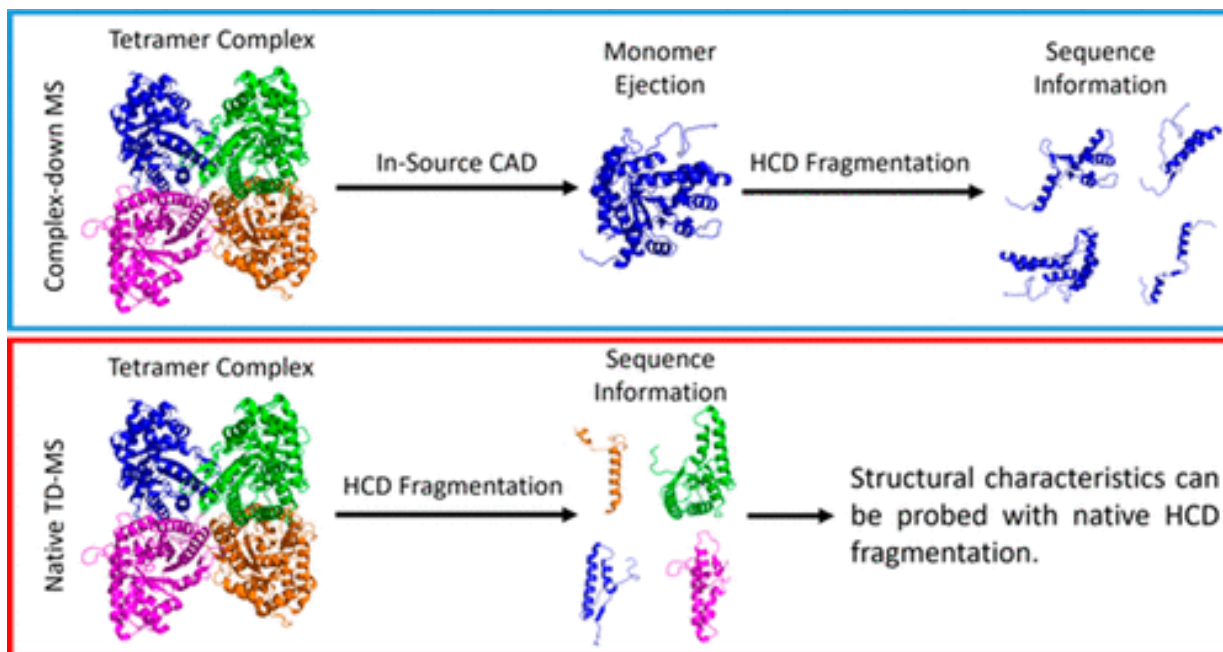 Complex-down MS
Tetramer Complex
In-Source CAD
Monomer
Ejection
HCD Fragmentation
Sequence
Information
Native TD-MS
Tetramer Complex
HCD Fragmentation
Sequence
Information
Structural characteristics can
be probed with native HCD
fragmentation.